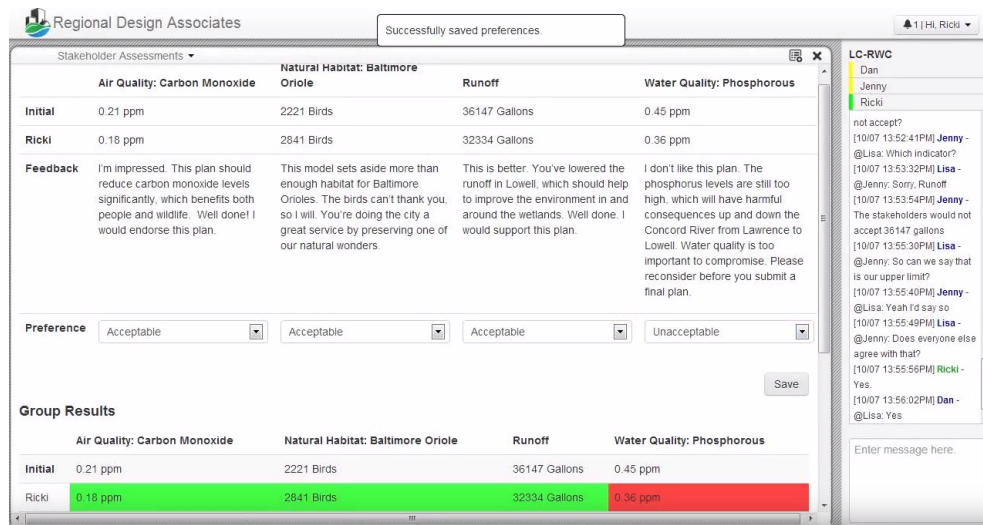 Regional Design Associates
Successfully saved preferences.
1 | Hi, Ricki
Stakeholder Assessments
Air Quality: Carbon Monoxide
Natural Habitat: Baltimore
Oriole
Runoff
Water Quality: Phosphorous
Initial 0.21 ppm 2221 Birds 36147 Gallons 0.45 ppm
Ricki 0.18 ppm 2841 Birds 32334 Gallons 0.36 ppm
Feedback
I'm impressed. This plan should
reduce carbon monoxide levels
significantly, which benefits both
people and wildlife. Well done! I
would endorse this plan.
This model sets aside more than
enough habitat for Baltimore
Orioles. The birds can't thank you,
so I will. You're doing the city a
great service by preserving one of
our natural wonders.
This is better. You've lowered the
runoff in Lowell, which should help
to improve the environment in and
around the wetlands. Well done. I
would support this plan.
I don't like this plan. The
phosphorus levels are still too
high, which will have harmful
consequences up and down the
Concord River from Lawrence to
Lowell. Water quality is too
important to compromise. Please
reconsider before you submit a
final plan.
Preference Acceptable Acceptable Acceptable Unacceptable
Save
Group Results
Air Quality: Carbon Monoxide Natural Habitat: Baltimore Oriole Runoff Water Quality: Phosphorous
Initial 0.21 ppm 2221 Birds 36147 Gallons 0.45 ppm
Ricki 0.18 ppm 2841 Birds 32334 Gallons 0.36 ppm
LC-RWC
Dan
Jenny
Ricki
not accept?
[10/07 13:52:41PM] Jenny -
@Lisa: Which indicator?
[10/07 13:53:32PM] Lisa -
@Jenny: Sorry, Runoff
[10/07 13:53:54PM] Jenny -
The stakeholders would not
accept 36147 gallons
[10/07 13:55:30PM] Lisa -
@Jenny: So can we say that
is our upper limit?
[10/07 13:55:40PM] Jenny -
@Lisa: Yeah I'd say so
[10/07 13:55:49PM] Lisa -
@Jenny: Does everyone else
agree with that?
[10/07 13:55:56PM] Ricki -
Yes.
[10/07 13:56:02PM] Dan -
@Lisa: Yes
Enter message here.